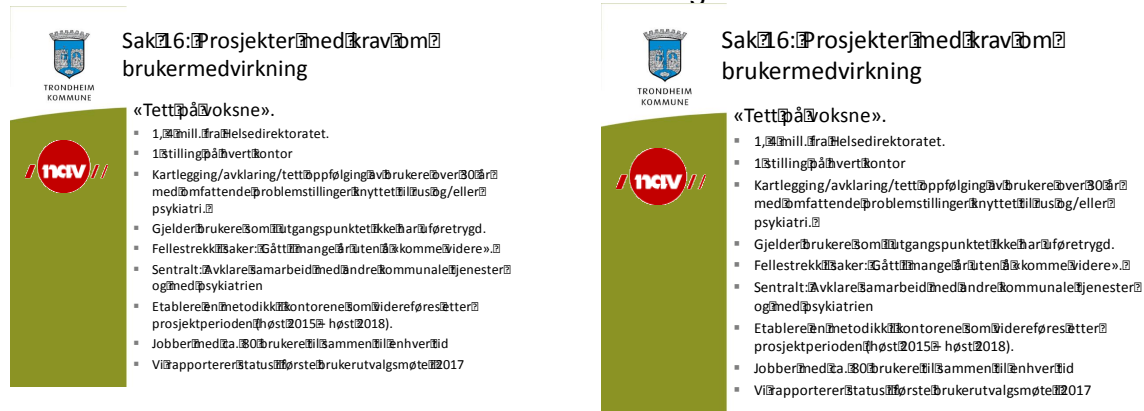 Sak 16: Prosjekter med krav om
brukermedvirkning
TRONDHEIM
KOMMUNE
«Tett på voksne».
nav
▪ 1,4 mill. fra Helsedirektoratet.
▪ 1 stilling på hvert kontor
▪ Kartlegging/avklaring/tett oppfølging av brukere over 30 år
med omfattende problemstillinger knyttet til rus og/eller
psykiatri.
▪ Gjelder brukere som i utgangspunktet ikke har uføretrygd.
▪ Fellestrekk i saker: Gått i mange år uten å «komme videre».
▪ Sentralt: Avklare samarbeid med andre kommunale tjenester
og med psykiatrien
▪ Etablere en metodikk i kontorene som videreføres etter
prosjektperioden (høst 2015 – høst 2018).
▪ Jobber med ca. 80 brukere til sammen til enhver tid
▪ Vi rapporterer status i første brukerutvalgsmøte i 2017
Sak 16: Prosjekter med krav om
brukermedvirkning
TRONDHEIM
KOMMUNE
«Tett på voksne».
nav
▪ 1,4 mill. fra Helsedirektoratet.
▪ 1 stilling på hvert kontor
▪ Kartlegging/avklaring/tett oppfølging av brukere over 30 år
med omfattende problemstillinger knyttet til rus og/eller
psykiatri.
▪ Gjelder brukere som i utgangspunktet ikke har uføretrygd.
▪ Fellestrekk i saker: Gått i mange år uten å «komme videre».
▪ Sentralt: Avklare samarbeid med andre kommunale tjenester
og med psykiatrien
▪ Etablere en metodikk i kontorene som videreføres etter
prosjektperioden (høst 2015 – høst 2018).
▪ Jobber med ca. 80 brukere til sammen til enhver tid
▪ Vi rapporterer status i første brukerutvalgsmøte i 2017